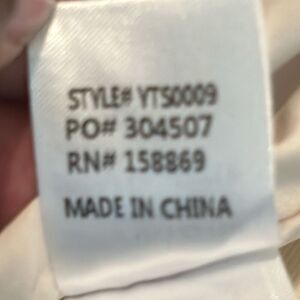 STYLE# YTS0009
PO# 304507
RN# 158869
MADE IN CHINA